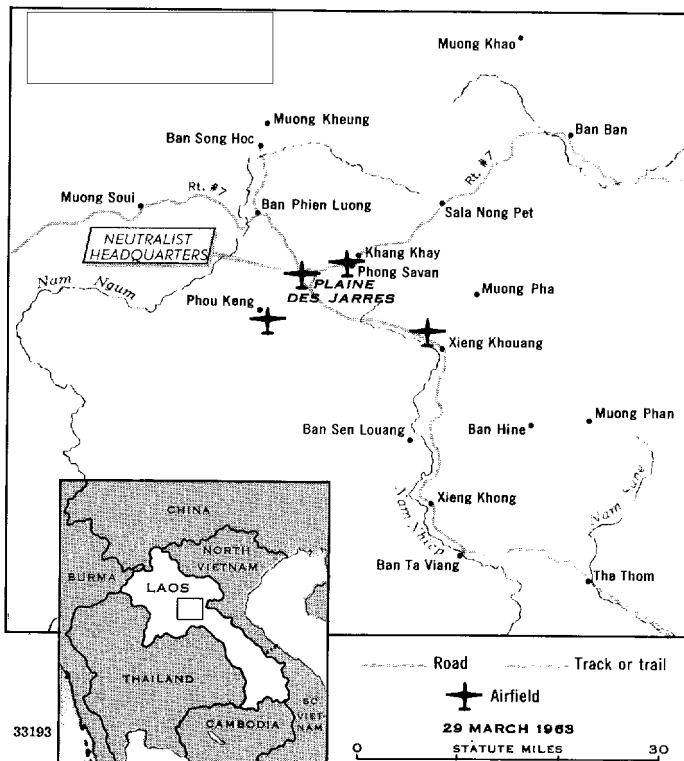 Muong Khao
Muong Kheung
Ban Song Hoc
Ban Ban
Rt. #7
Muong Soui
Rt. #7
Ban Phien Luong
Sala Nong Pet
NEUTRALIST
HEADQUARTERS
Khang Khay
Phong Savan
Nam Ngum
PLAINE
DES JARRES
Muong Pha
Phou Keng
Xieng Khouang
Muong Phan
Ban Sen Louang
Ban Hine
Xieng Khong
Nam Nhiep
Nam Sane
Ban Ta Viang
Tha Thom
CHINA
NORTH
VIETNAM
BURMA
LAOS
THAILAND
CAMBODIA
SO.
VIET-
NAM
33193
Road
Track or trail
Airfield
29 MARCH 1963
0
STATUTE MILES
30